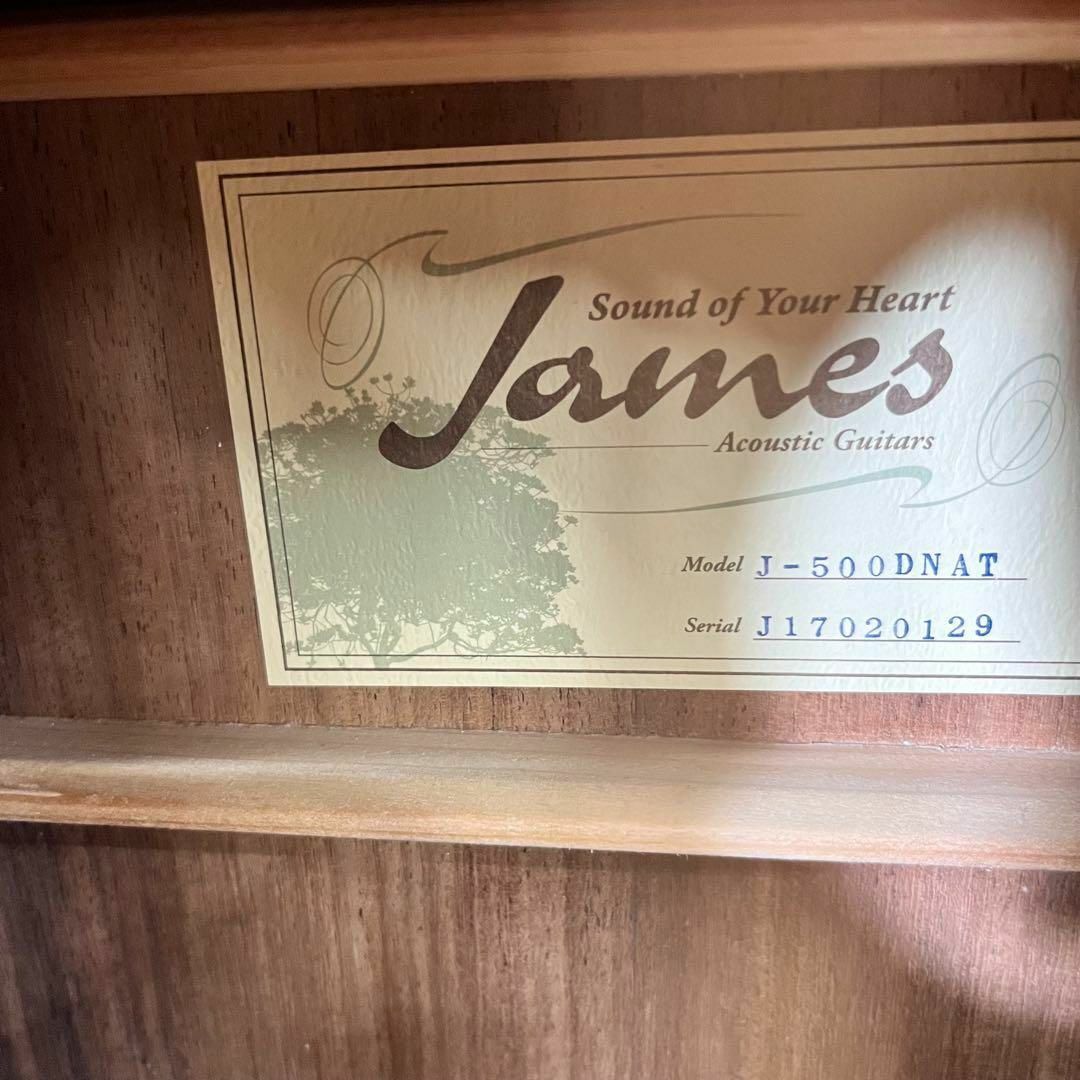 Sound of Your Heart
James
Acoustic Guitars
Model J-500DNAT
Serial J17020129